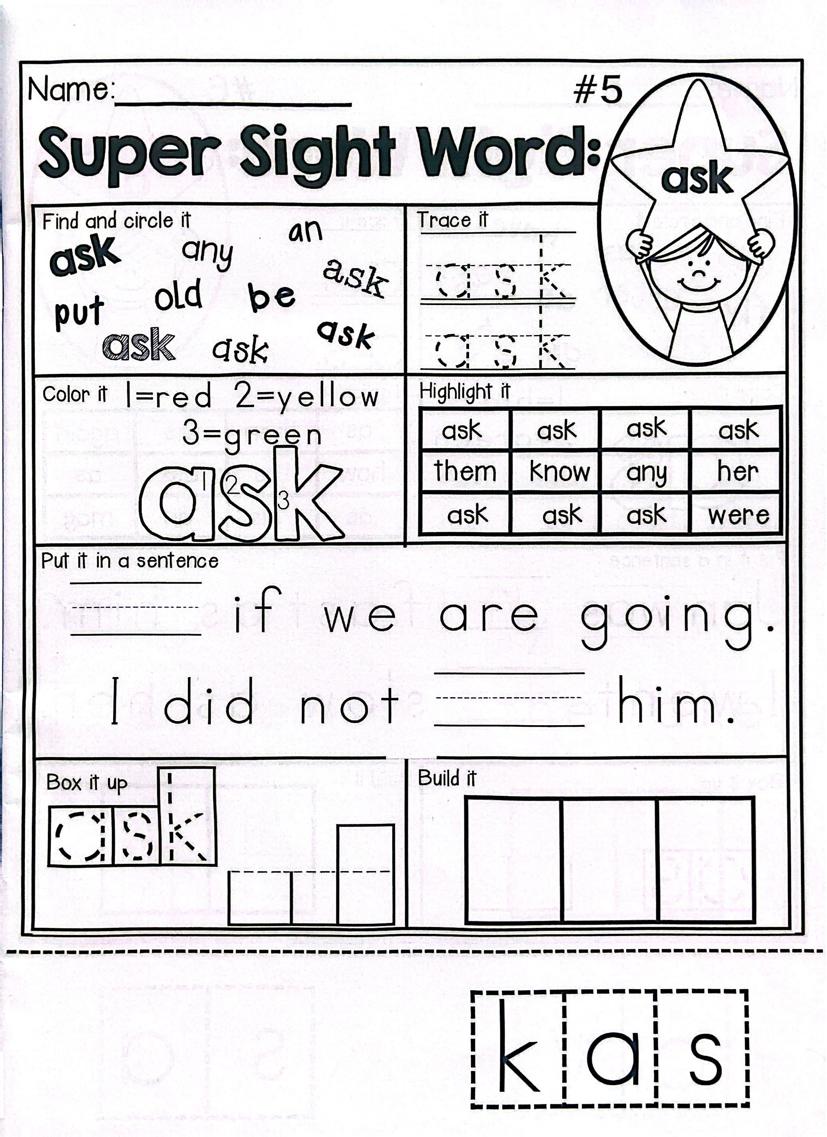 Name:
#5
Super Sight Word:
ask
Find and circle it
ask any an
put old be ask
ask ask ask
Trace it
ask
ask
Color it 1=red 2=yellow
3=green
ask
1 2 3
Highlight it
ask ask ask ask
them know any her
ask ask ask were
Put it in a sentence
if we are going.
I did not him.
Box it up
ask
Build it
k a s